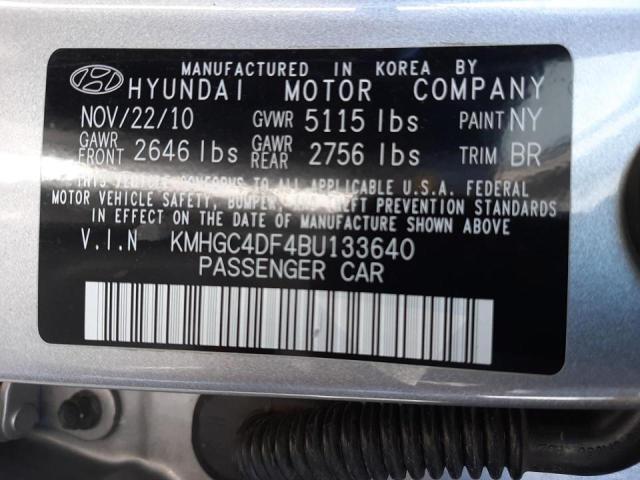 MANUFACTURED IN KOREA BY
HYUNDAI MOTOR COMPANY
NOV/22/10 GVWR 5115 lbs PAINT NY
GAWR FRONT 2646 lbs GAWR REAR 2756 lbs TRIM BR
THIS VEHICLE CONFORMS TO ALL APPLICABLE U.S.A. FEDERAL
MOTOR VEHICLE SAFETY, BUMPER, AND THEFT PREVENTION STANDARDS
IN EFFECT ON THE DATE OF MANUFACTURE SHOWN ABOVE.
V.I.N KMHGC4DF4BU133640
PASSENGER CAR